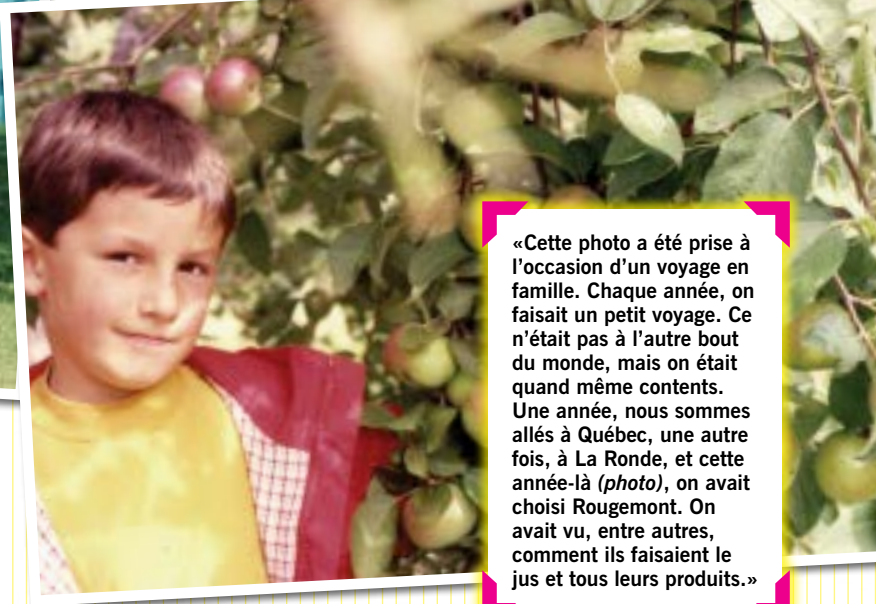 «Cette photo a été prise à
l’occasion d’un voyage en
famille. Chaque année, on
faisait un petit voyage. Ce
n’était pas à l’autre bout
du monde, mais on était
quand même contents.
Une année, nous sommes
allés à Québec, une autre
fois, à La Ronde, et cette
année-là (photo), on avait
choisi Rougemont. On
avait vu, entre autres,
comment ils faisaient le
jus et tous leurs produits.»